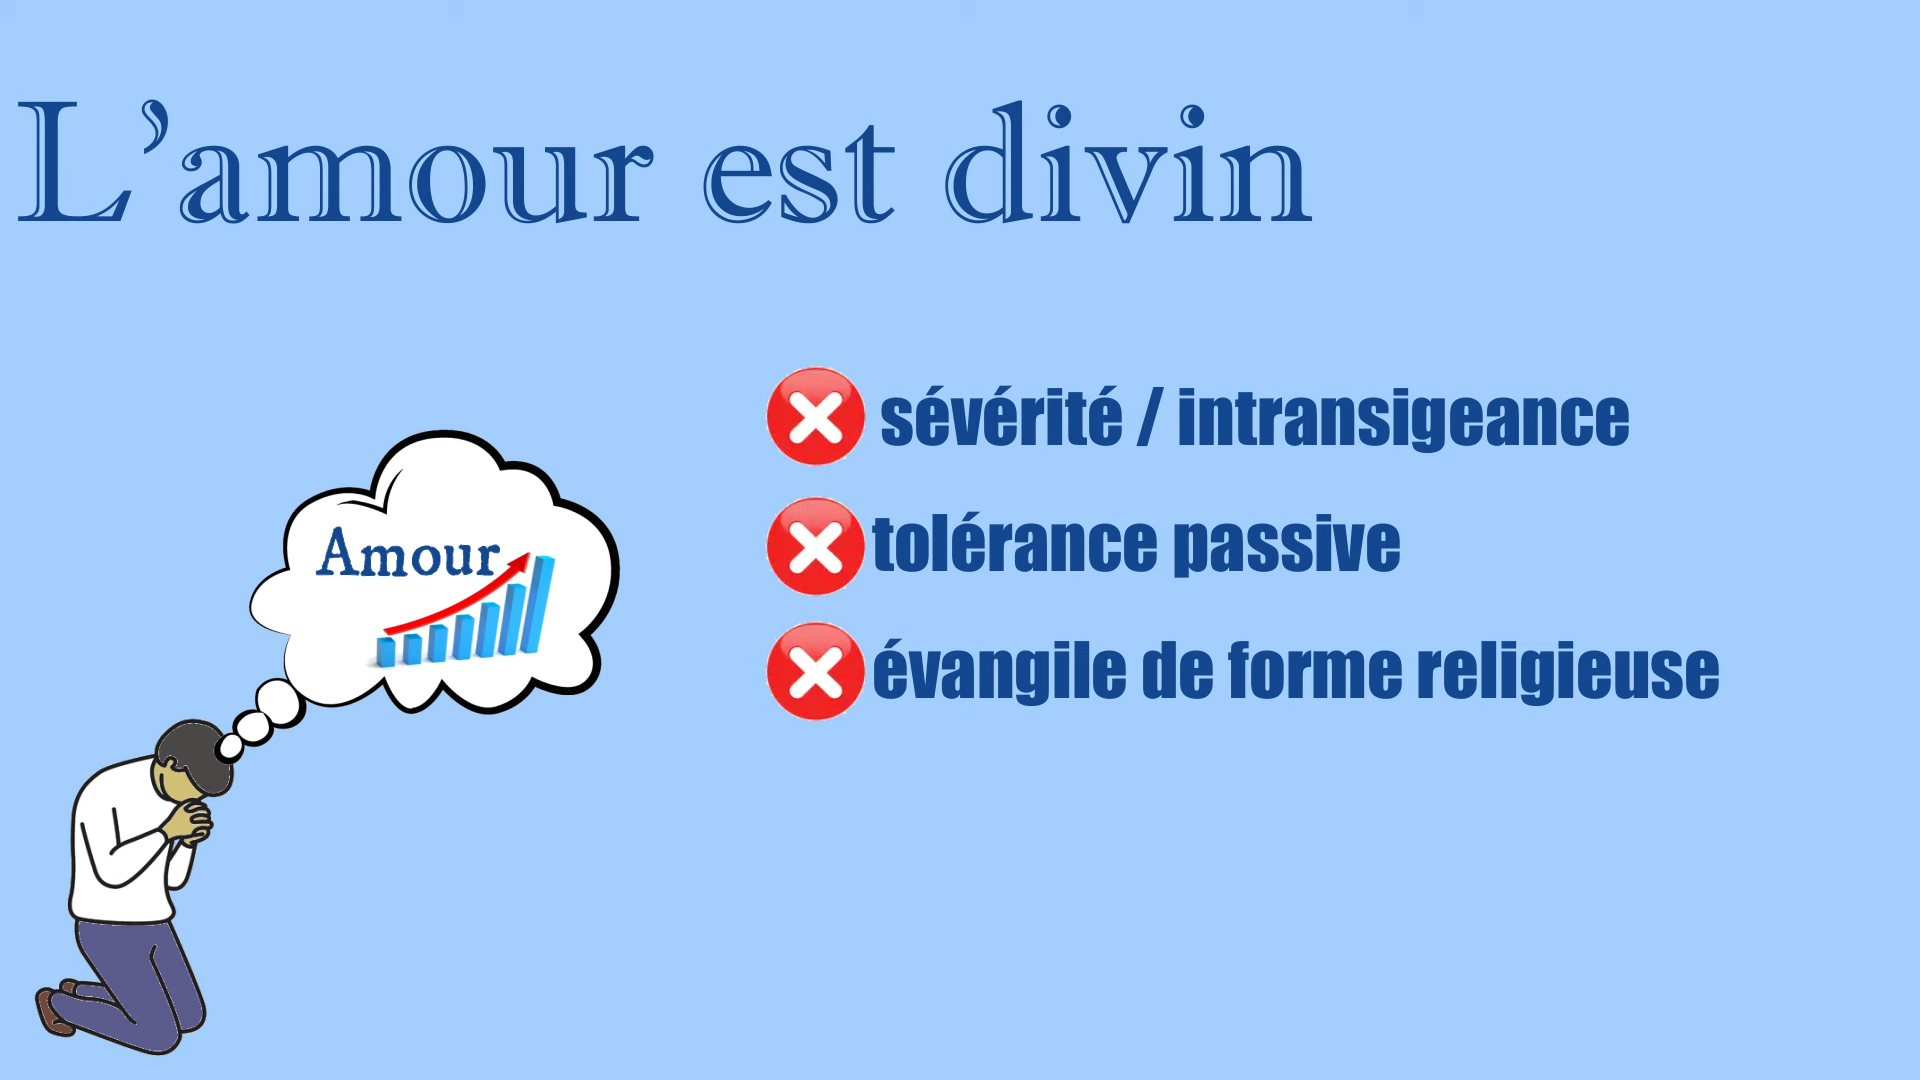 L’amour est divin
sévérité / intransigeance
tolérance passive
évangile de forme religieuse
Amour